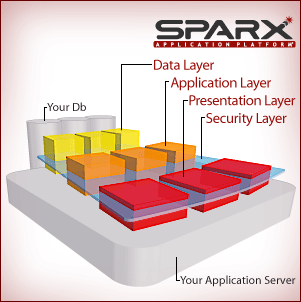 SPARX
APPLICATION PLATFORM
Data Layer
Application Layer
Presentation Layer
Security Layer
Your Db
Your Application Server